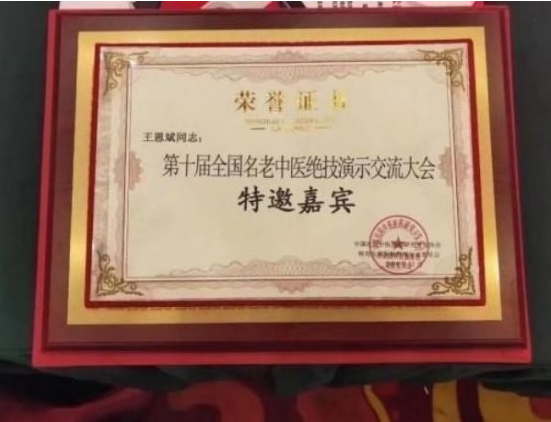 荣誉证书
王恩斌同志：
第十届全国名老中医绝技演示交流大会
特邀嘉宾